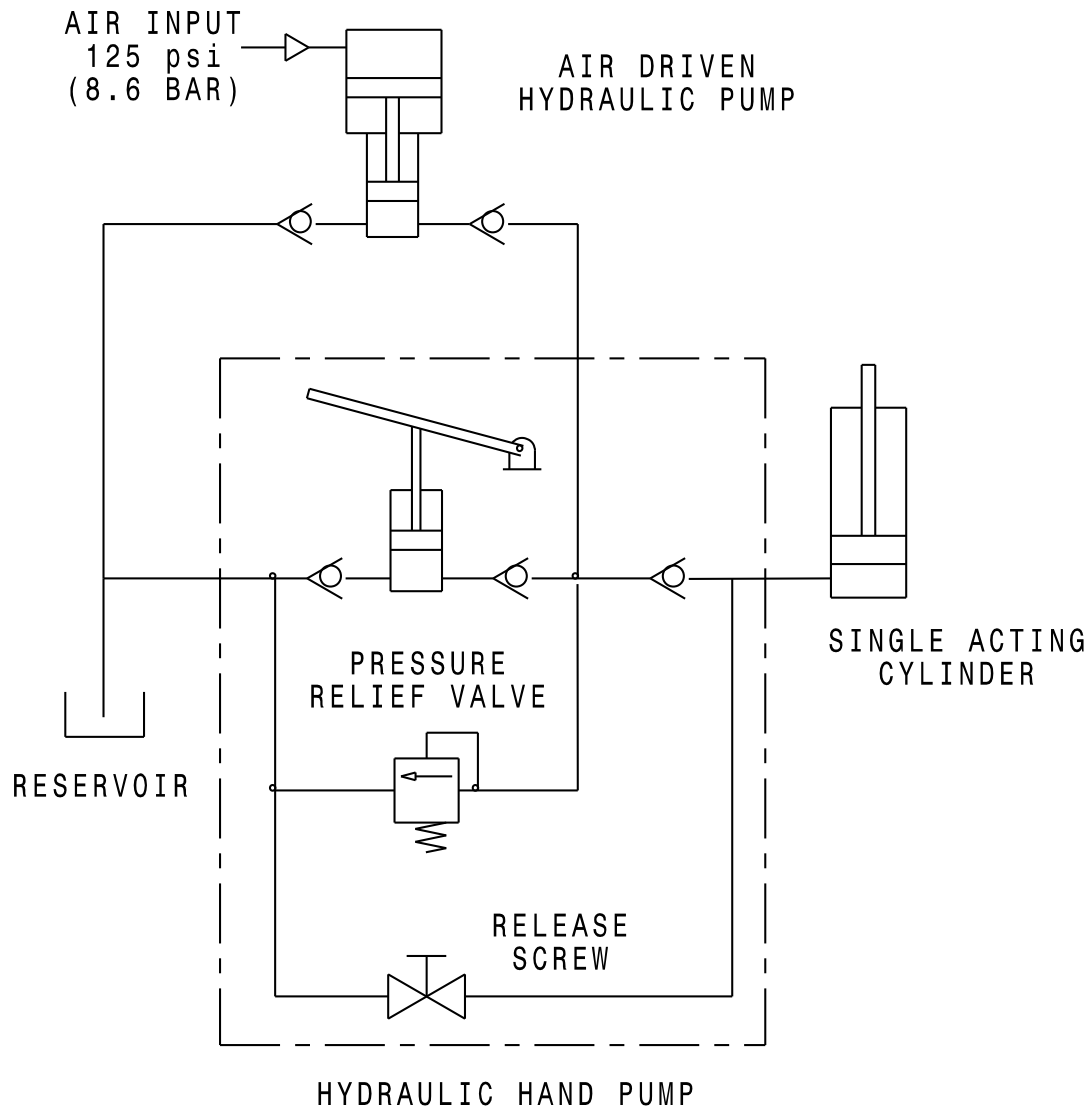 AIR INPUT
125 psi
(8.6 BAR)
AIR DRIVEN
HYDRAULIC PUMP
SINGLE ACTING
CYLINDER
PRESSURE
RELIEF VALVE
RESERVOIR
RELEASE
SCREW
HYDRAULIC HAND PUMP